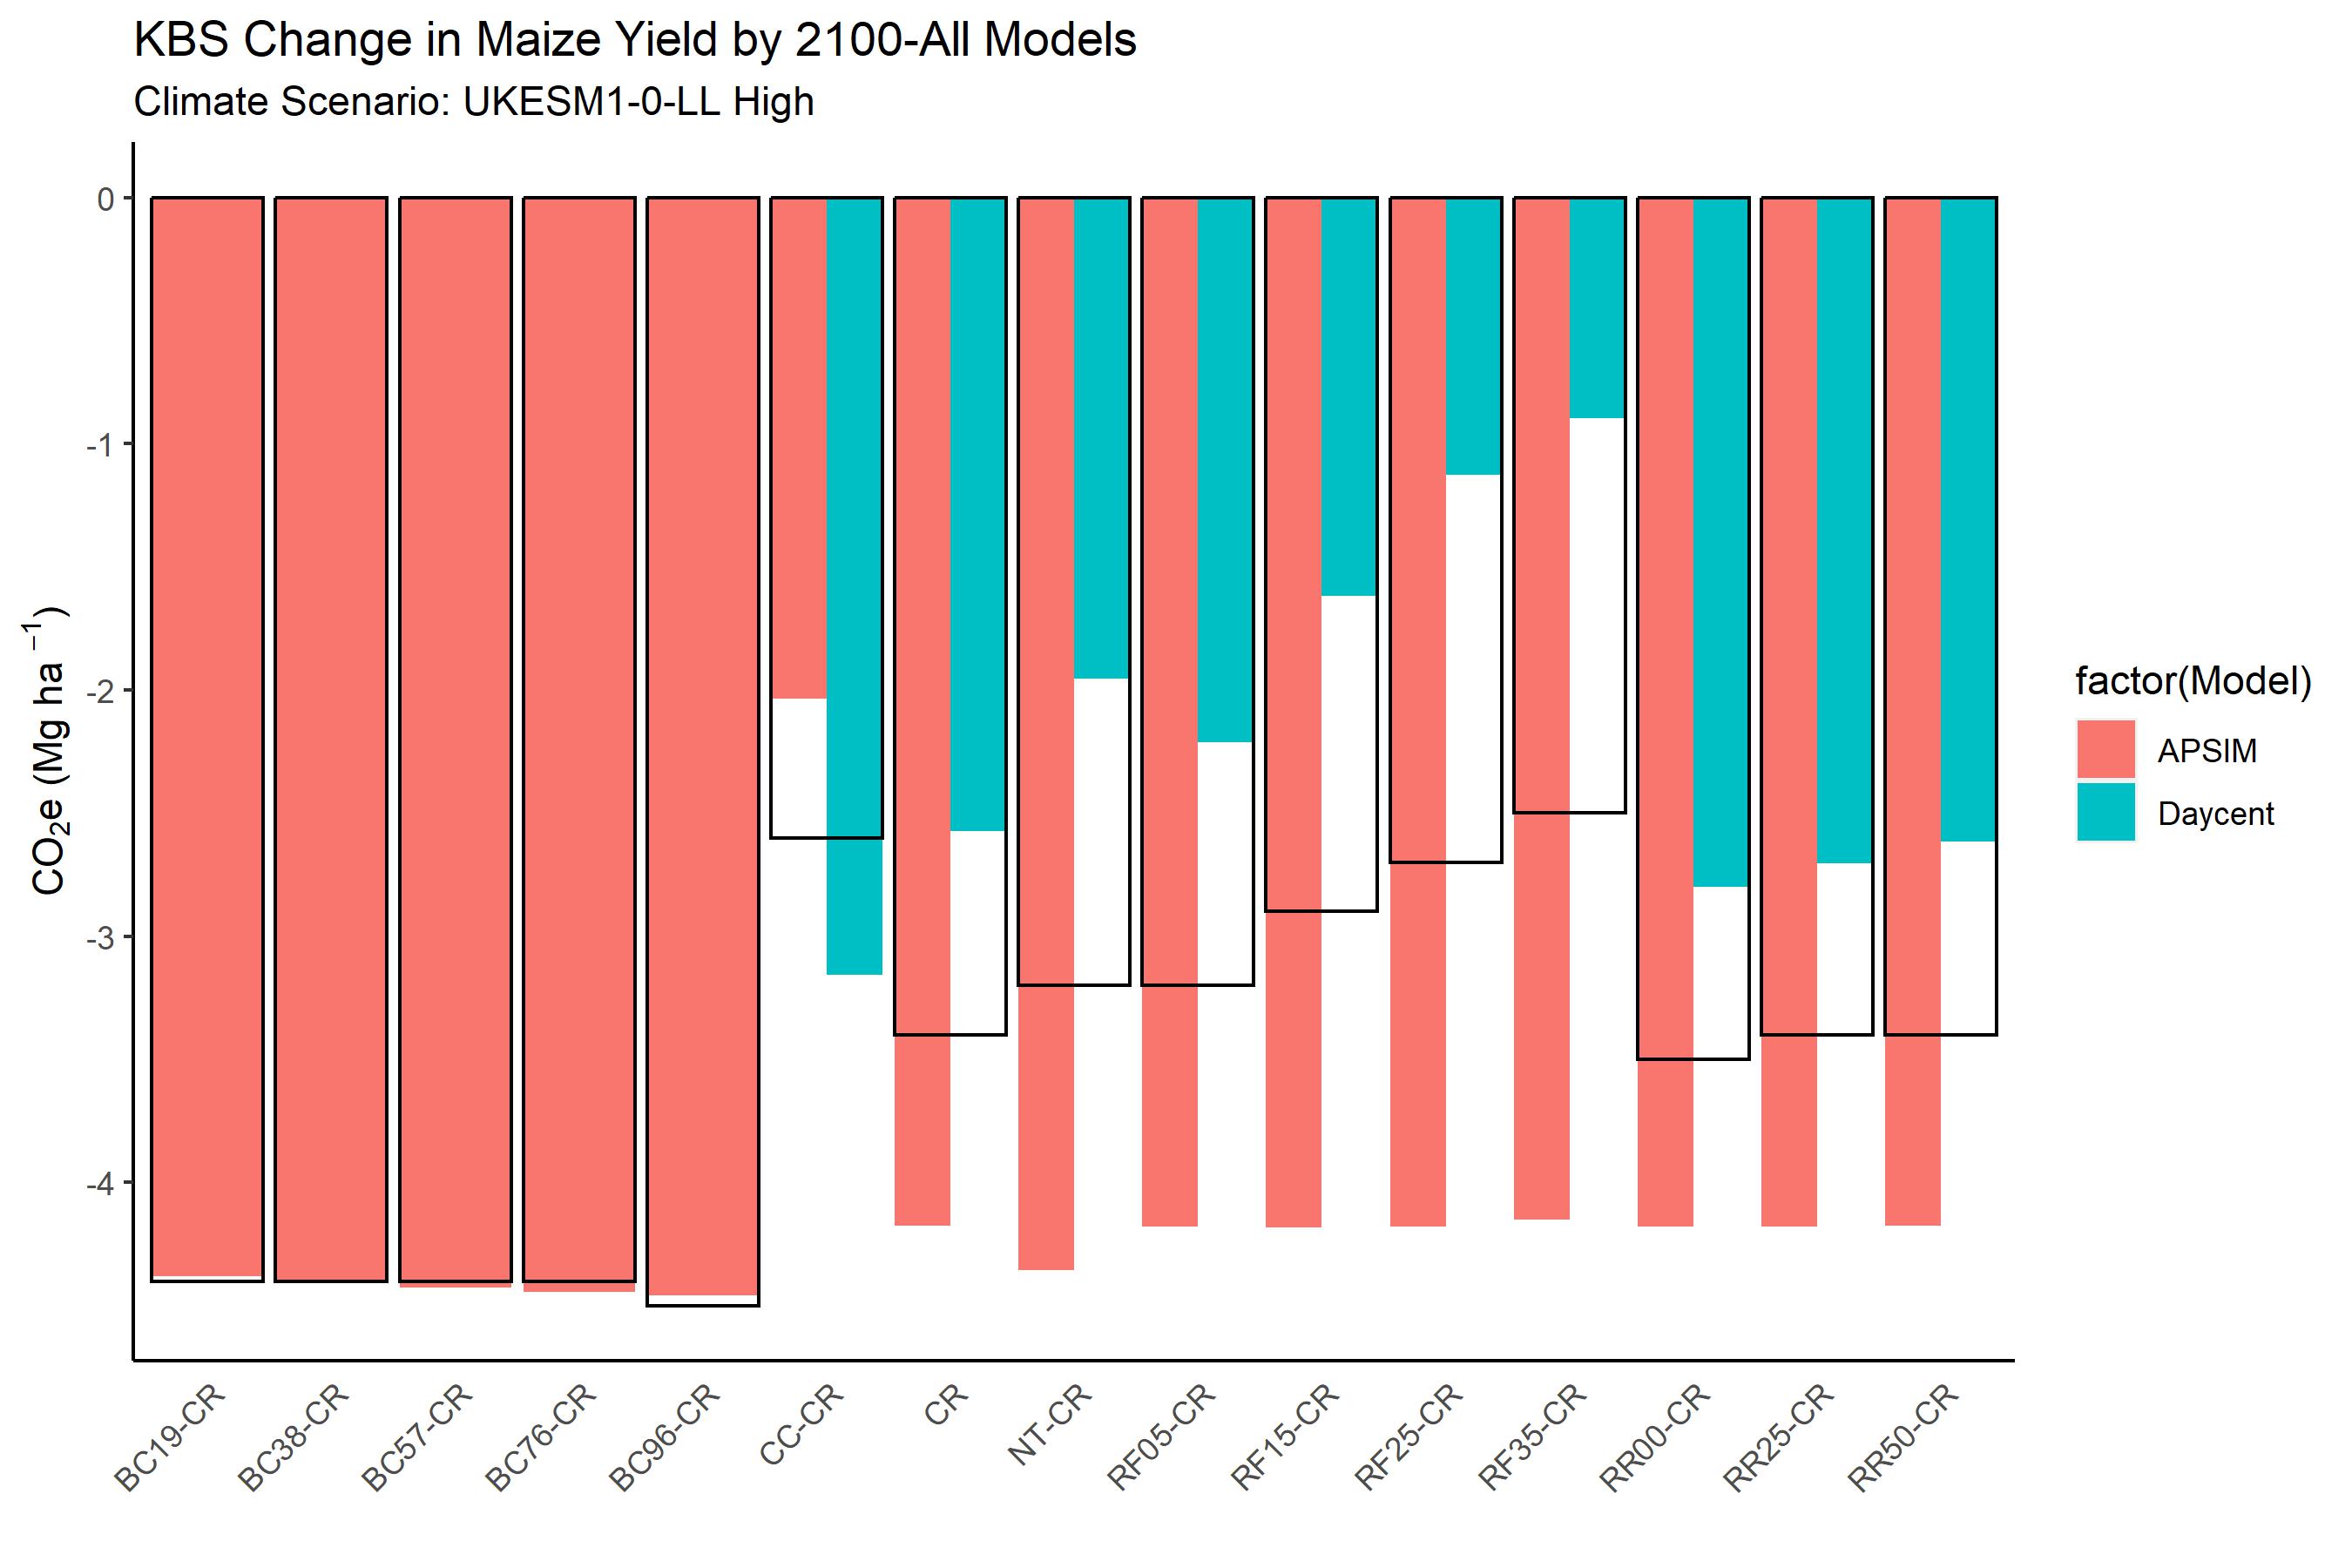 KBS Change in Maize Yield by 2100-All Models
Climate Scenario: UKESM1-0-LL High
CO₂e (Mg ha ⁻¹)
0
-1
-2
-3
-4
BC19-CR
BC38-CR
BC57-CR
BC76-CR
BC96-CR
CC-CR
CR
NT-CR
RF05-CR
RF15-CR
RF25-CR
RF35-CR
RR00-CR
RR25-CR
RR50-CR
factor(Model)
APSIM
Daycent